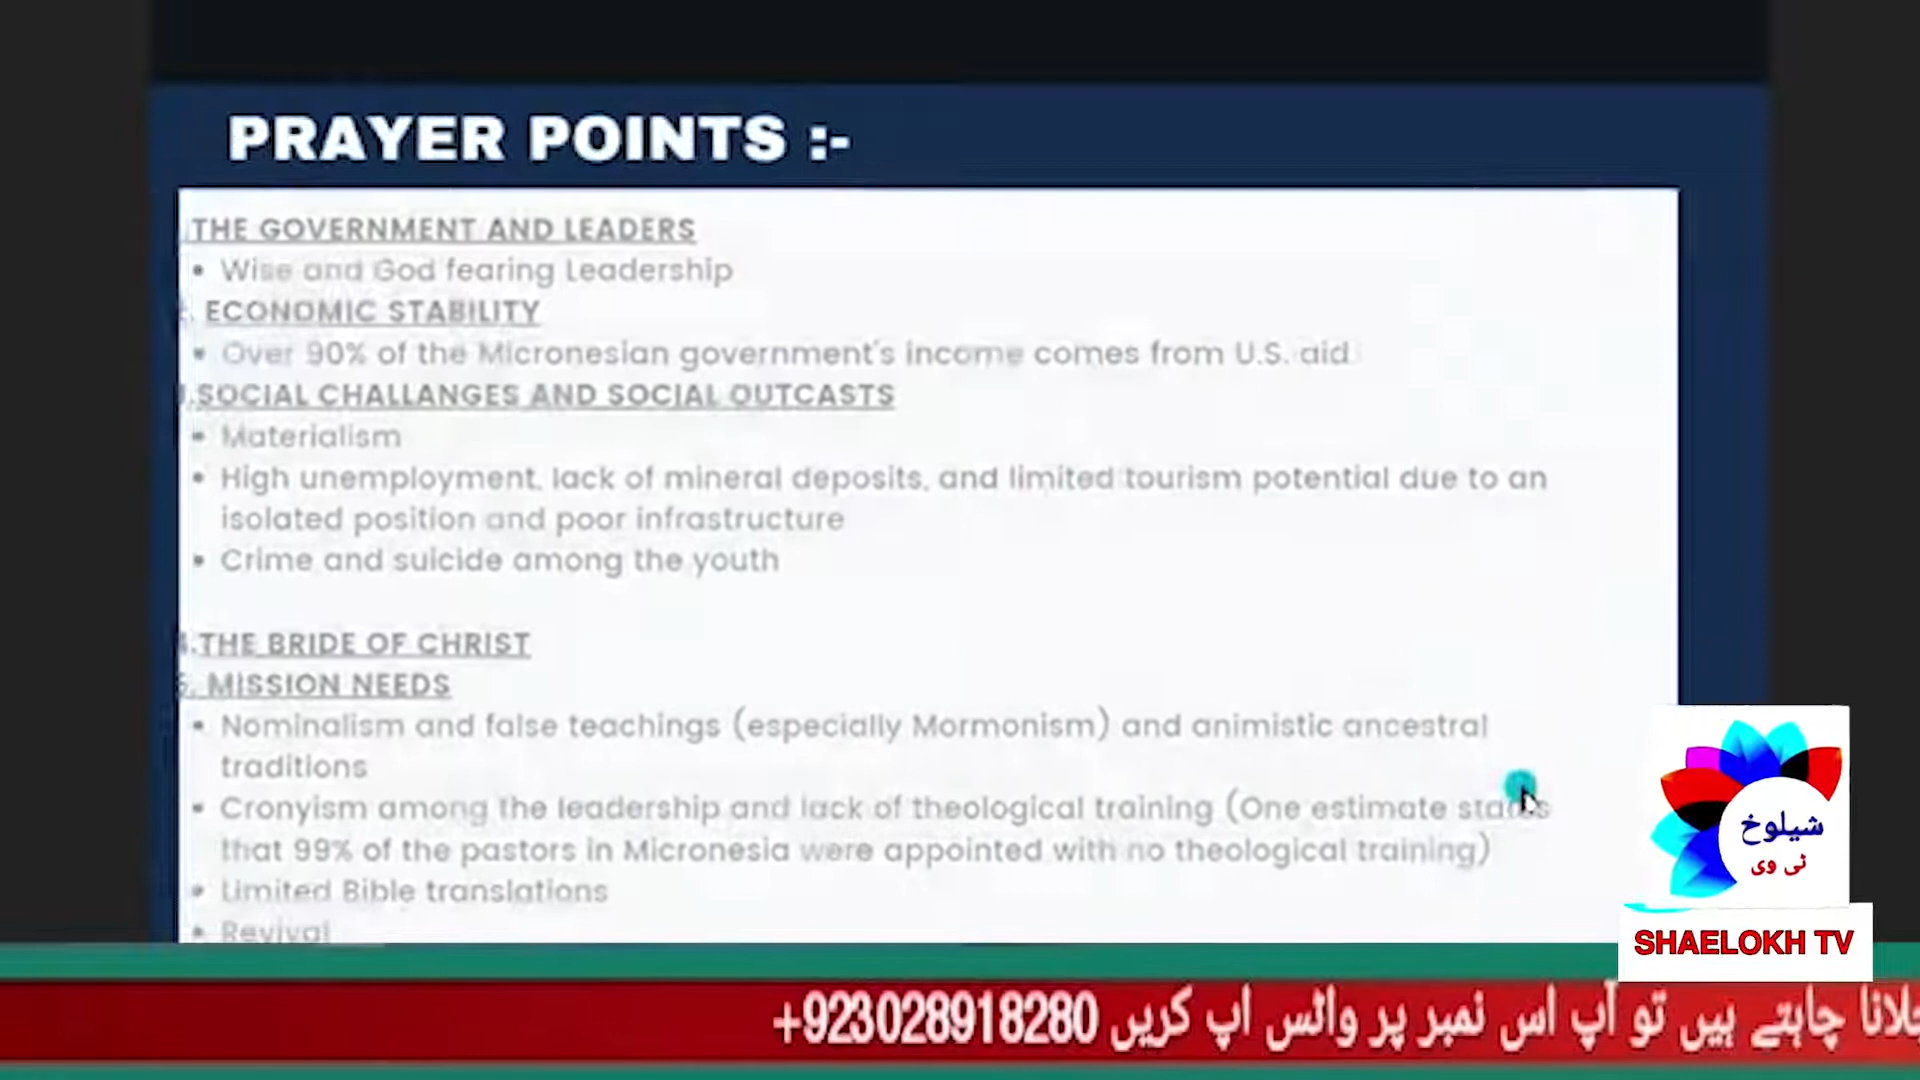 PRAYER POINTS :-
THE GOVERNMENT AND LEADERS
• Wise and God fearing Leadership
. ECONOMIC STABILITY
• Over 90% of the Micronesian government's income comes from U.S. aid.
.SOCIAL CHALLANGES AND SOCIAL OUTCASTS
• Materialism
• High unemployment, lack of mineral deposits, and limited tourism potential due to an
isolated position and poor infrastructure
• Crime and suicide among the youth
.THE BRIDE OF CHRIST
. MISSION NEEDS
• Nominalism and false teachings (especially Mormonism) and animistic ancestral
traditions
• Cronyism among the leadership and lack of theological training (One estimate
that 99% of the pastors in Micronesia were appointed with no theological training)
• Limited Bible translations
• Revival
شیلوخ
ٹی وی
SHAELOKH TV
چاہتے ہیں تو آپ اس نمبر پر واٹس اپ کریں 923028918280+